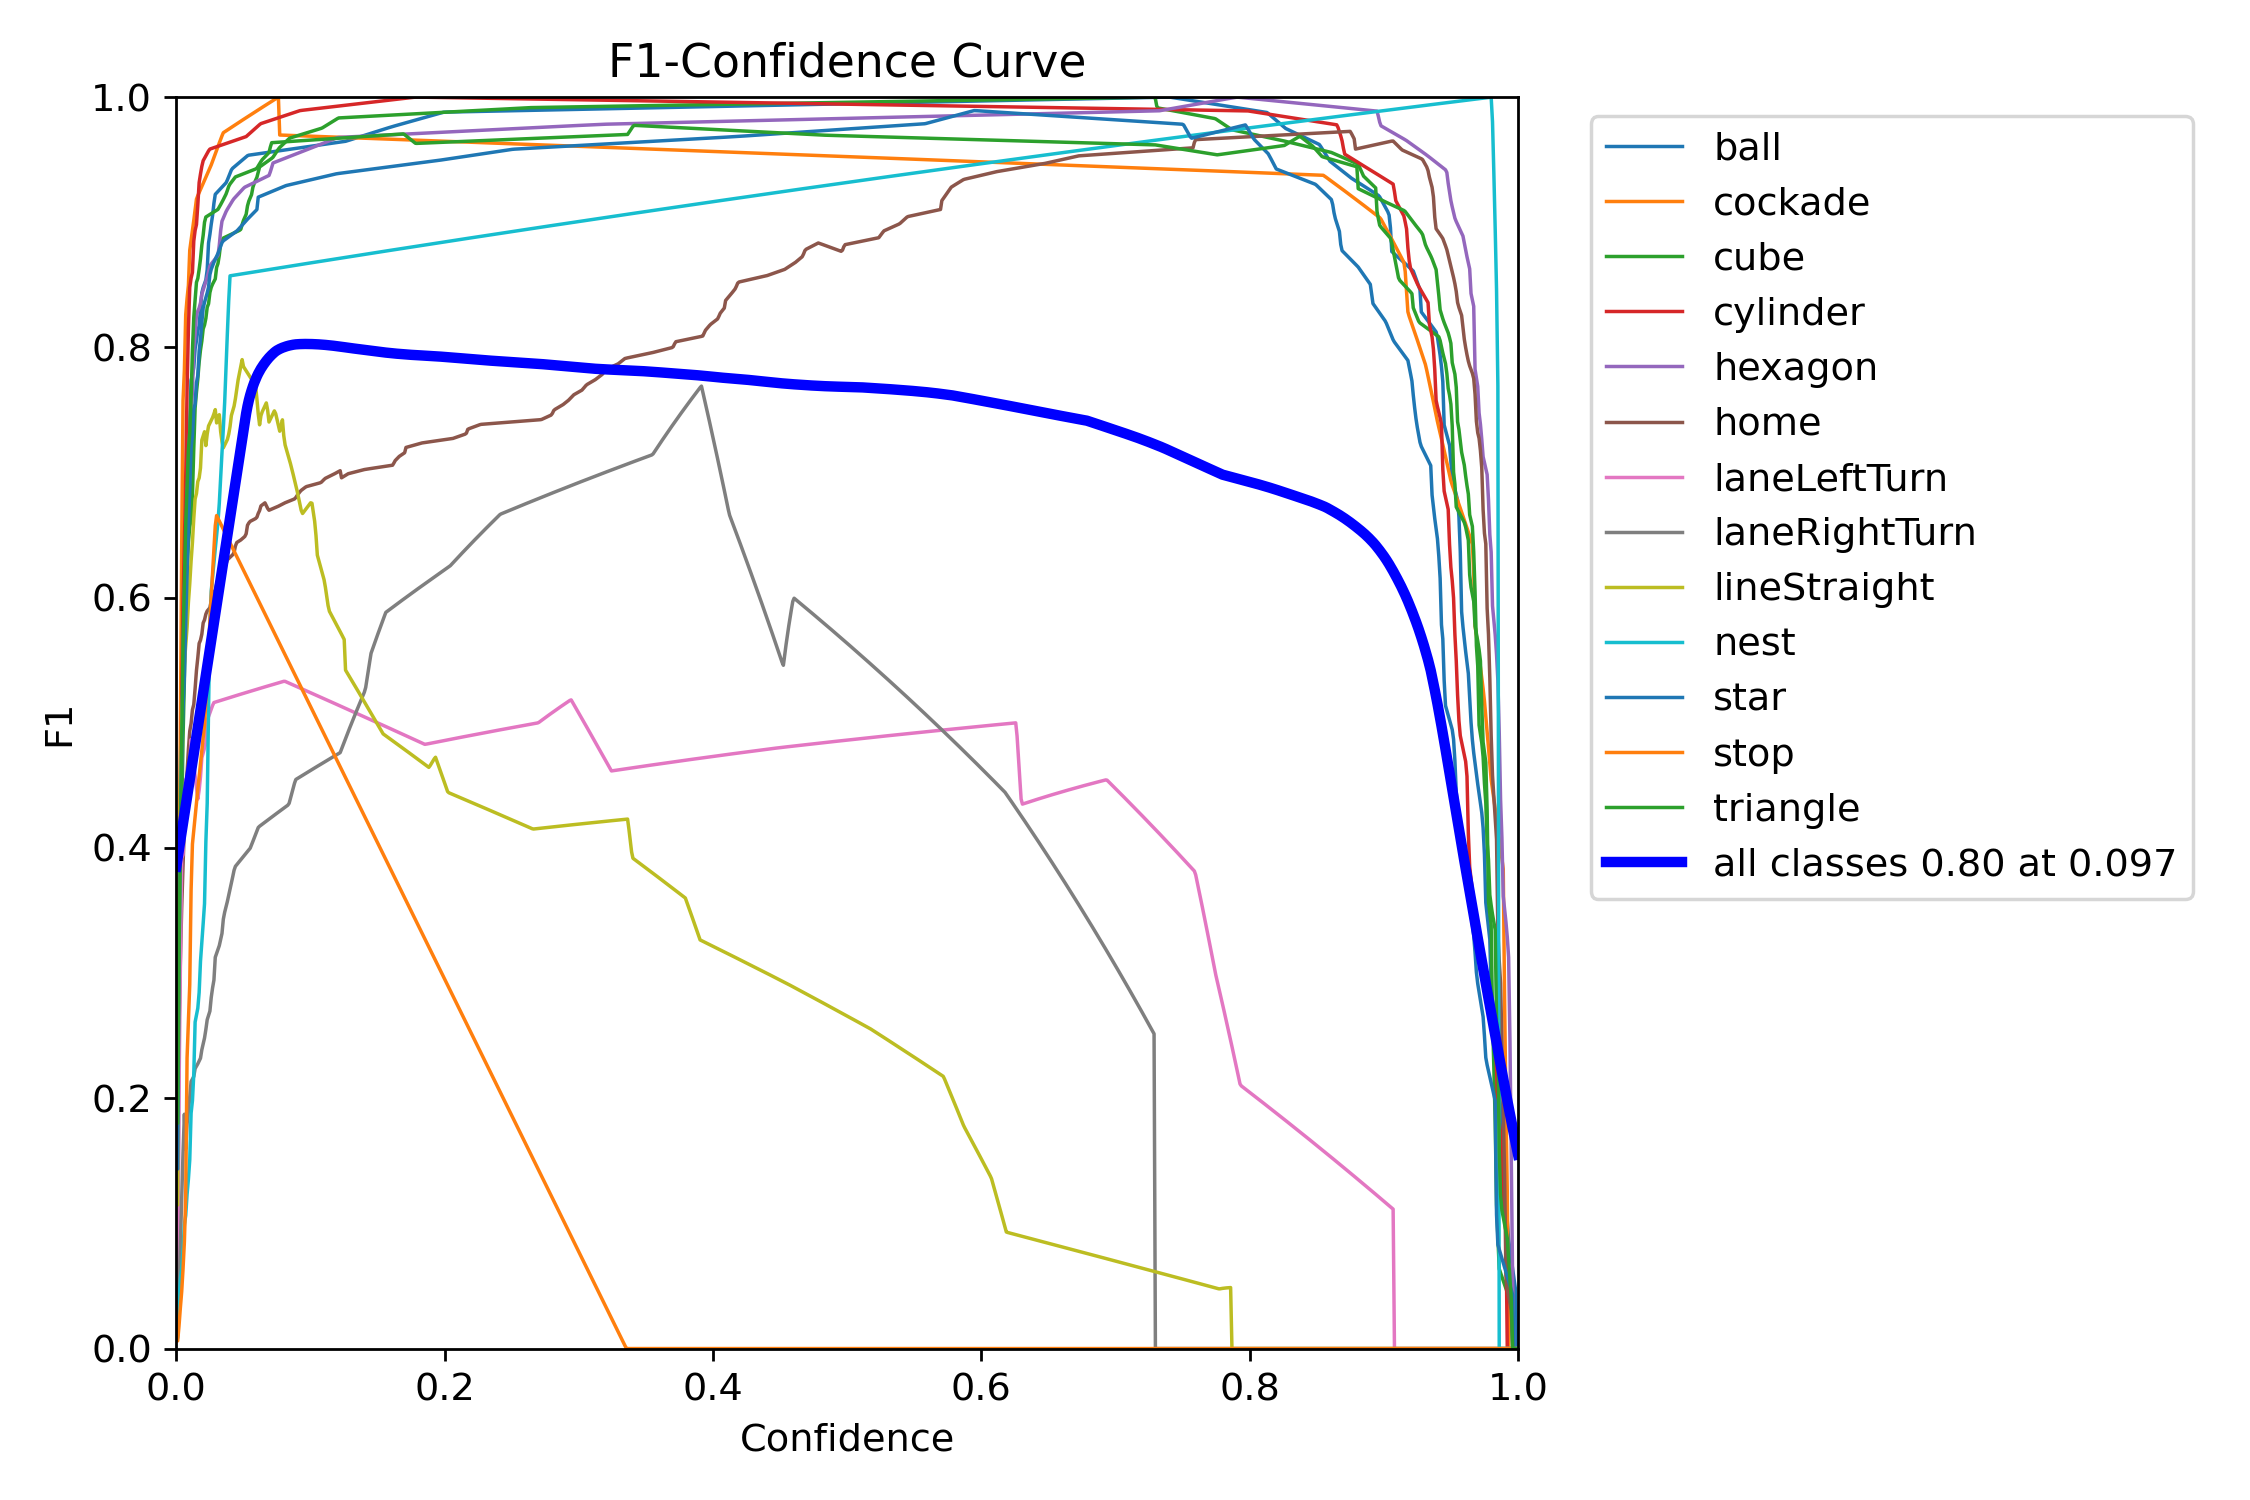 F1-Confidence Curve
1.0
0.8
0.6
0.4
0.2
0.0
F1
0.0 0.2 0.4 0.6 0.8 1.0
Confidence
ball
cockade
cube
cylinder
hexagon
home
laneLeftTurn
laneRightTurn
lineStraight
nest
star
stop
triangle
all classes 0.80 at 0.097